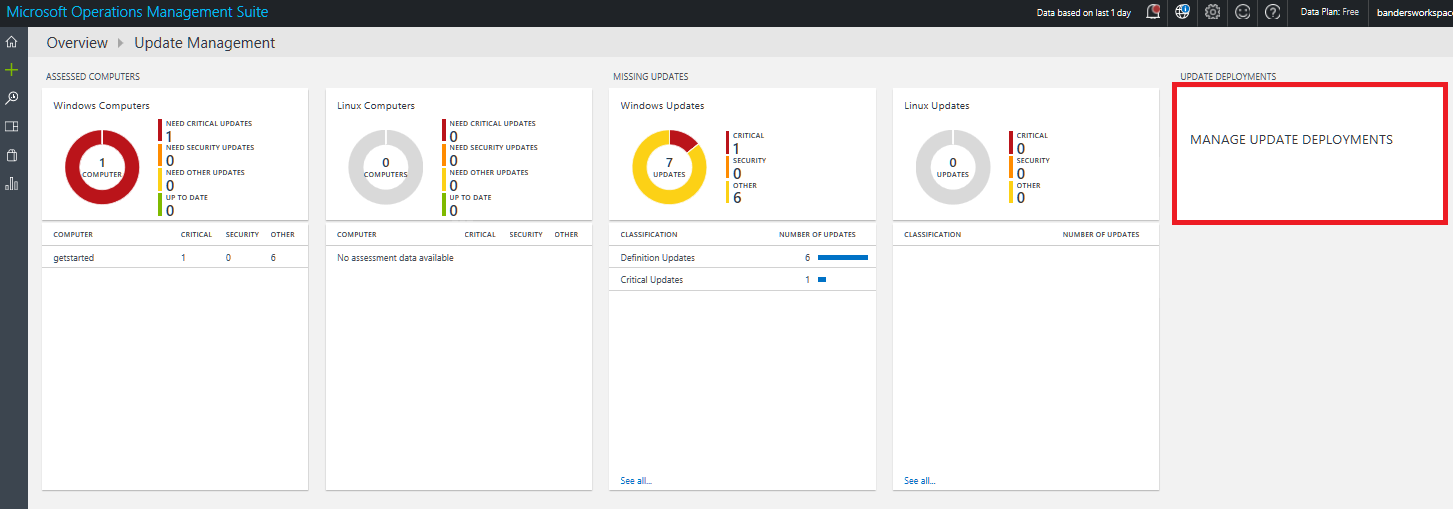 Microsoft Operations Management Suite
Data based on last 1 day
Data Plan: Free
bandersworkspace
Overview
Update Management
ASSESSED COMPUTERS
MISSING UPDATES
UPDATE DEPLOYMENTS
Windows Computers
1
COMPUTER
NEED CRITICAL UPDATES
1
NEED SECURITY UPDATES
0
NEED OTHER UPDATES
0
UP TO DATE
0
COMPUTER CRITICAL SECURITY OTHER
getstarted 1 0 6
Linux Computers
0
COMPUTERS
NEED CRITICAL UPDATES
0
NEED SECURITY UPDATES
0
NEED OTHER UPDATES
0
UP TO DATE
0
COMPUTER CRITICAL SECURITY OTHER
No assessment data available
Windows Updates
7
UPDATES
CRITICAL
1
SECURITY
0
OTHER
6
CLASSIFICATION NUMBER OF UPDATES
Definition Updates 6
Critical Updates 1
See all...
Linux Updates
0
UPDATES
CRITICAL
0
SECURITY
0
OTHER
0
CLASSIFICATION NUMBER OF UPDATES
See all...
MANAGE UPDATE DEPLOYMENTS